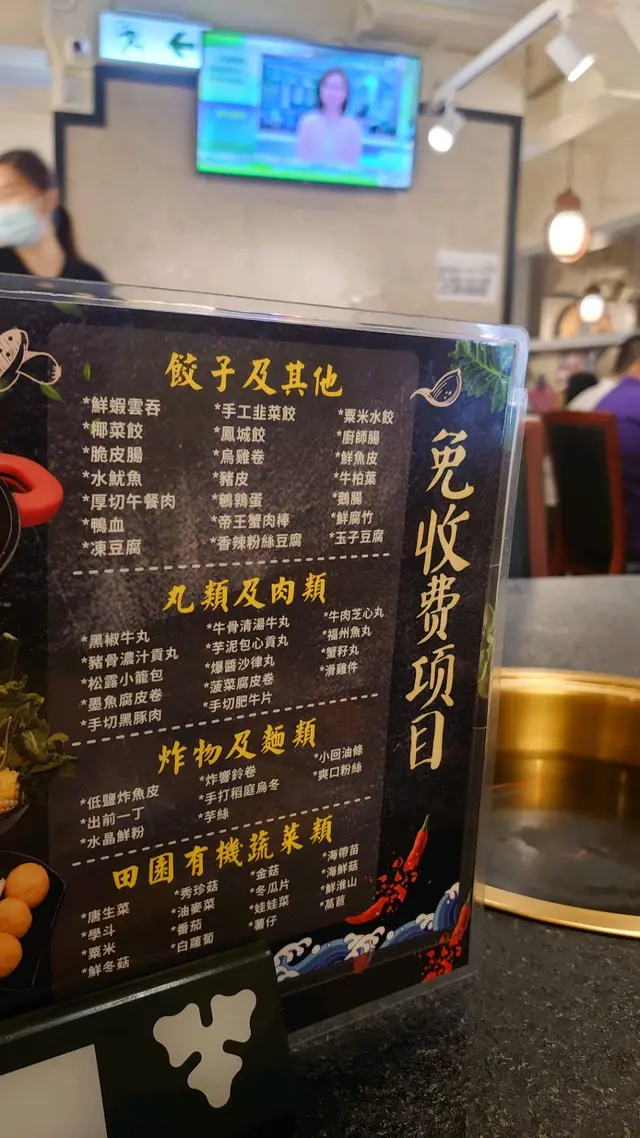 餃子及其他
*鮮蝦雲吞 *手工韭菜餃 *粟米水餃
*椰菜餃 *鳳城餃 *廚師腸
*脆皮腸 *烏雞卷 *鮮魚皮
*水魷魚 *豬皮 *牛柏葉
*厚切午餐肉 *鵪鶉蛋 *鵝腸
*鴨血 *帝王蟹肉棒 *鮮腐竹
*凍豆腐 *香辣粉絲豆腐 *玉子豆腐
免收费项目
丸類及肉類
*黑椒牛丸 *牛骨清湯牛丸 *牛肉芝心丸
*豬骨濃汁貢丸 *芋泥包心貢丸 *福州魚丸
*松露小籠包 *爆醬沙律丸 *蟹籽丸
*墨魚腐皮卷 *菠菜腐皮卷 *滑雞件
*手切黑豚肉 *手切肥牛片
炸物及麵類
*低鹽炸魚皮 *炸響鈴卷 *小回油條
*出前一丁 *手打稻庭烏冬 *爽口粉絲
*水晶鮮粉 *芋絲
田園有機蔬菜類
*唐生菜 *秀珍菇 *金菇 *海帶苗
*學斗 *油麥菜 *冬瓜片 *海鮮菇
*粟米 *番茄 *娃娃菜 *鮮淮山
*鮮冬菇 *白蘿蔔 *薯仔 *萵苣